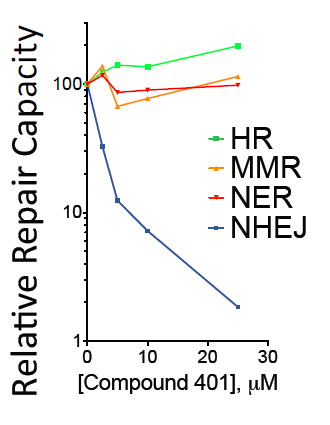 Relative Repair Capacity
100
10
1
0
10
20
30
[Compound 401], μM
HR
MMR
NER
NHEJ